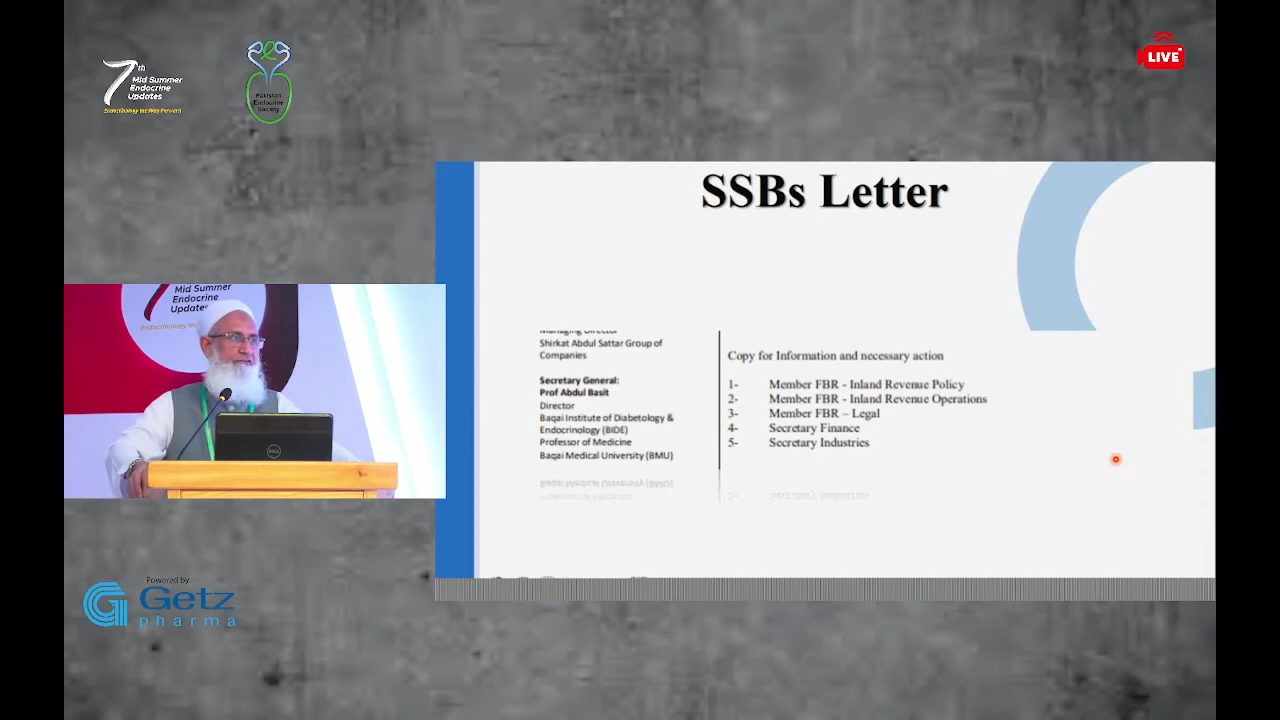 7th
Mid Summer
Endocrine
Updates
Endocrinology the Way Forward
Pakistan
Endocrine
Society
LIVE
SSBs Letter
Managing Director
Shirkat Abdul Sattar Group of
Companies
Secretary General:
Prof Abdul Basit
Director
Baqai Institute of Diabetology &
Endocrinology (BIDE)
Professor of Medicine
Baqai Medical University (BMU)
Copy for Information and necessary action
1- Member FBR - Inland Revenue Policy
2- Member FBR - Inland Revenue Operations
3- Member FBR – Legal
4- Secretary Finance
5- Secretary Industries
7
Mid Summer
Endocrine
Updates
DELL
Powered by
Getz
pharma